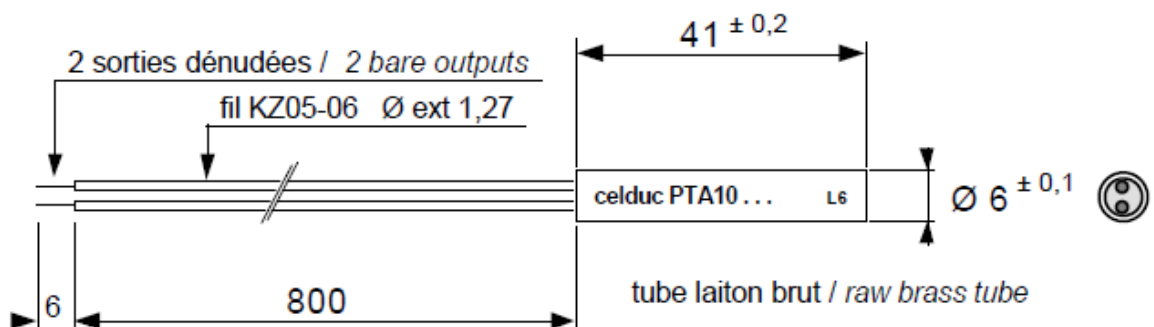 41 ± 0,2
2 sorties dénudées / 2 bare outputs
fil KZ05-06 Ø ext 1,27
celduc PTA10 . . . L6
Ø 6 ± 0,1
6
800
tube laiton brut / raw brass tube